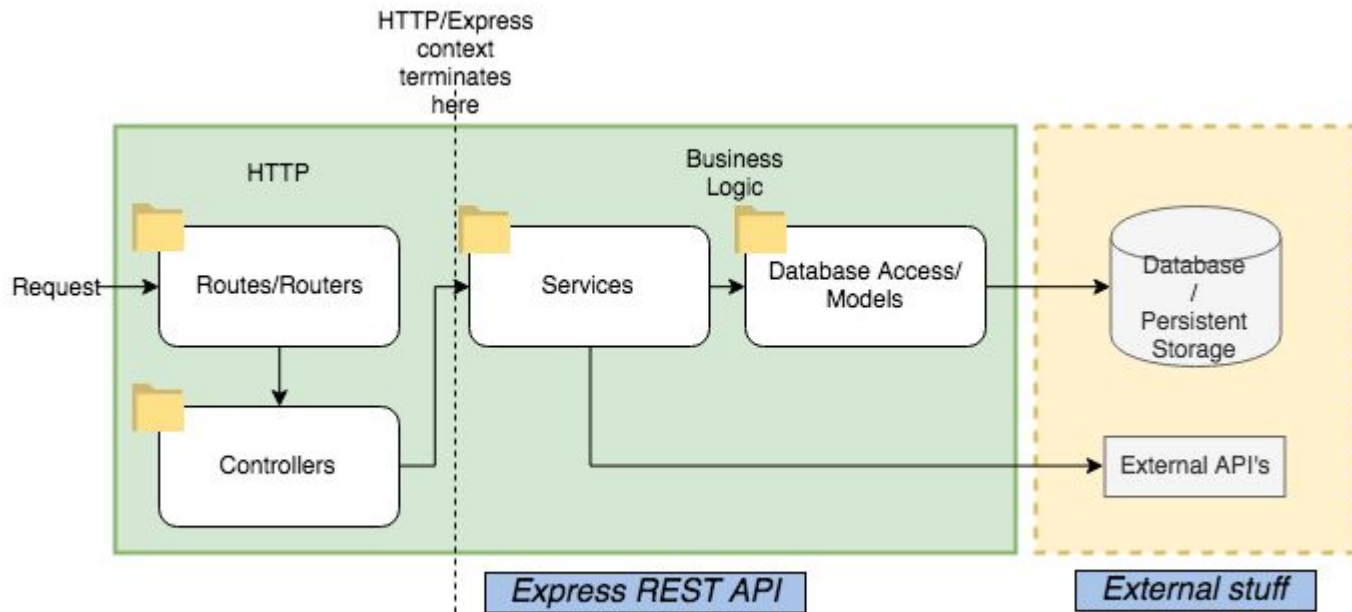 HTTP/Express
context
terminates
here
HTTP
Business
Logic
Request
Routes/Routers
Services
Database Access/
Models
Database
/
Persistent
Storage
Controllers
External API's
Express REST API
External stuff